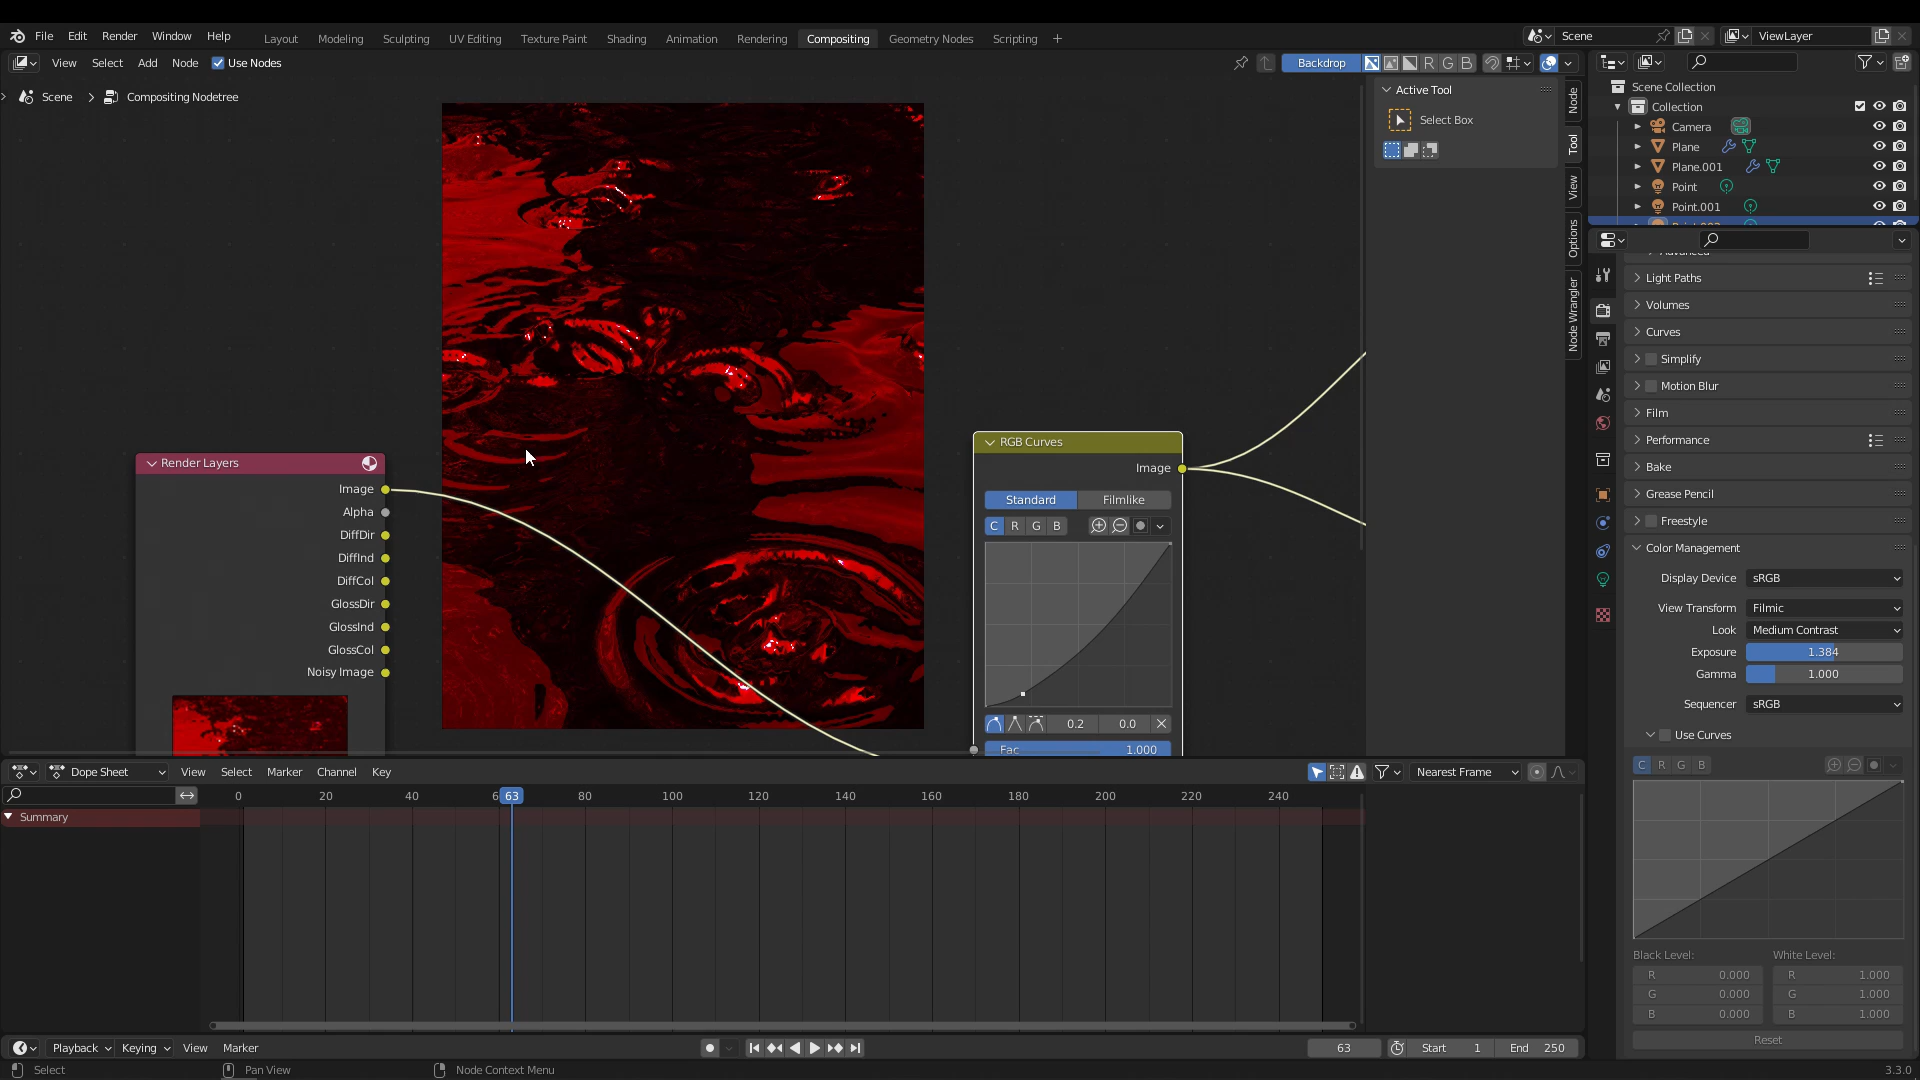 File Edit Render Window Help Layout Modeling Sculpting UV Editing Texture Paint Shading Animation Rendering Compositing Geometry Nodes Scripting + Scene ViewLayer
View Select Add Node Use Nodes Backdrop R G B
Scene > Compositing Nodetree
Active Tool
Select Box
Node
Tool
View
Options
Node Wrangler
Render Layers
Image
Alpha
DiffDir
DiffInd
DiffCol
GlossDir
GlossInd
GlossCol
Noisy Image
RGB Curves
Image
Standard Filmlike
C R G B
0.2 0.0
Fac 1.000
Scene Collection
Collection
Camera
Plane
Plane.001
Point
Point.001
Light Paths
Volumes
Curves
Simplify
Motion Blur
Film
Performance
Bake
Grease Pencil
Freestyle
Color Management
Display Device sRGB
View Transform Filmic
Look Medium Contrast
Exposure 1.384
Gamma 1.000
Sequencer sRGB
Use Curves
C R G B
Black Level: White Level:
R 0.000 R 1.000
G 0.000 G 1.000
B 0.000 B 1.000
Reset
Dope Sheet View Select Marker Channel Key Nearest Frame
0 20 40 6 63 80 100 120 140 160 180 200 220 240
Summary
Playback Keying View Marker 63 Start 1 End 250
Select Pan View Node Context Menu 3.3.0